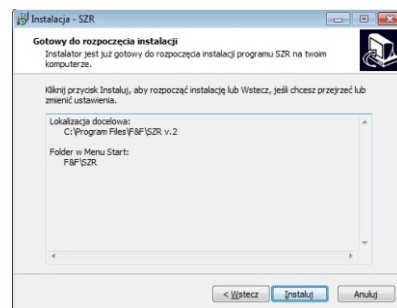 Instalacja - SZR
Gotowy do rozpoczęcia instalacji
Instalator jest już gotowy do rozpoczęcia instalacji programu SZR na twoim
komputerze.
Kliknij przycisk Instaluj, aby rozpocząć instalację lub Wstecz, jeśli chcesz przejrzeć lub
zmienić ustawienia.
Lokalizacja docelowa:
C:\Program Files\F&F\SZR v.2
Folder w Menu Start:
F&F\SZR
< Wstecz Instaluj Anuluj